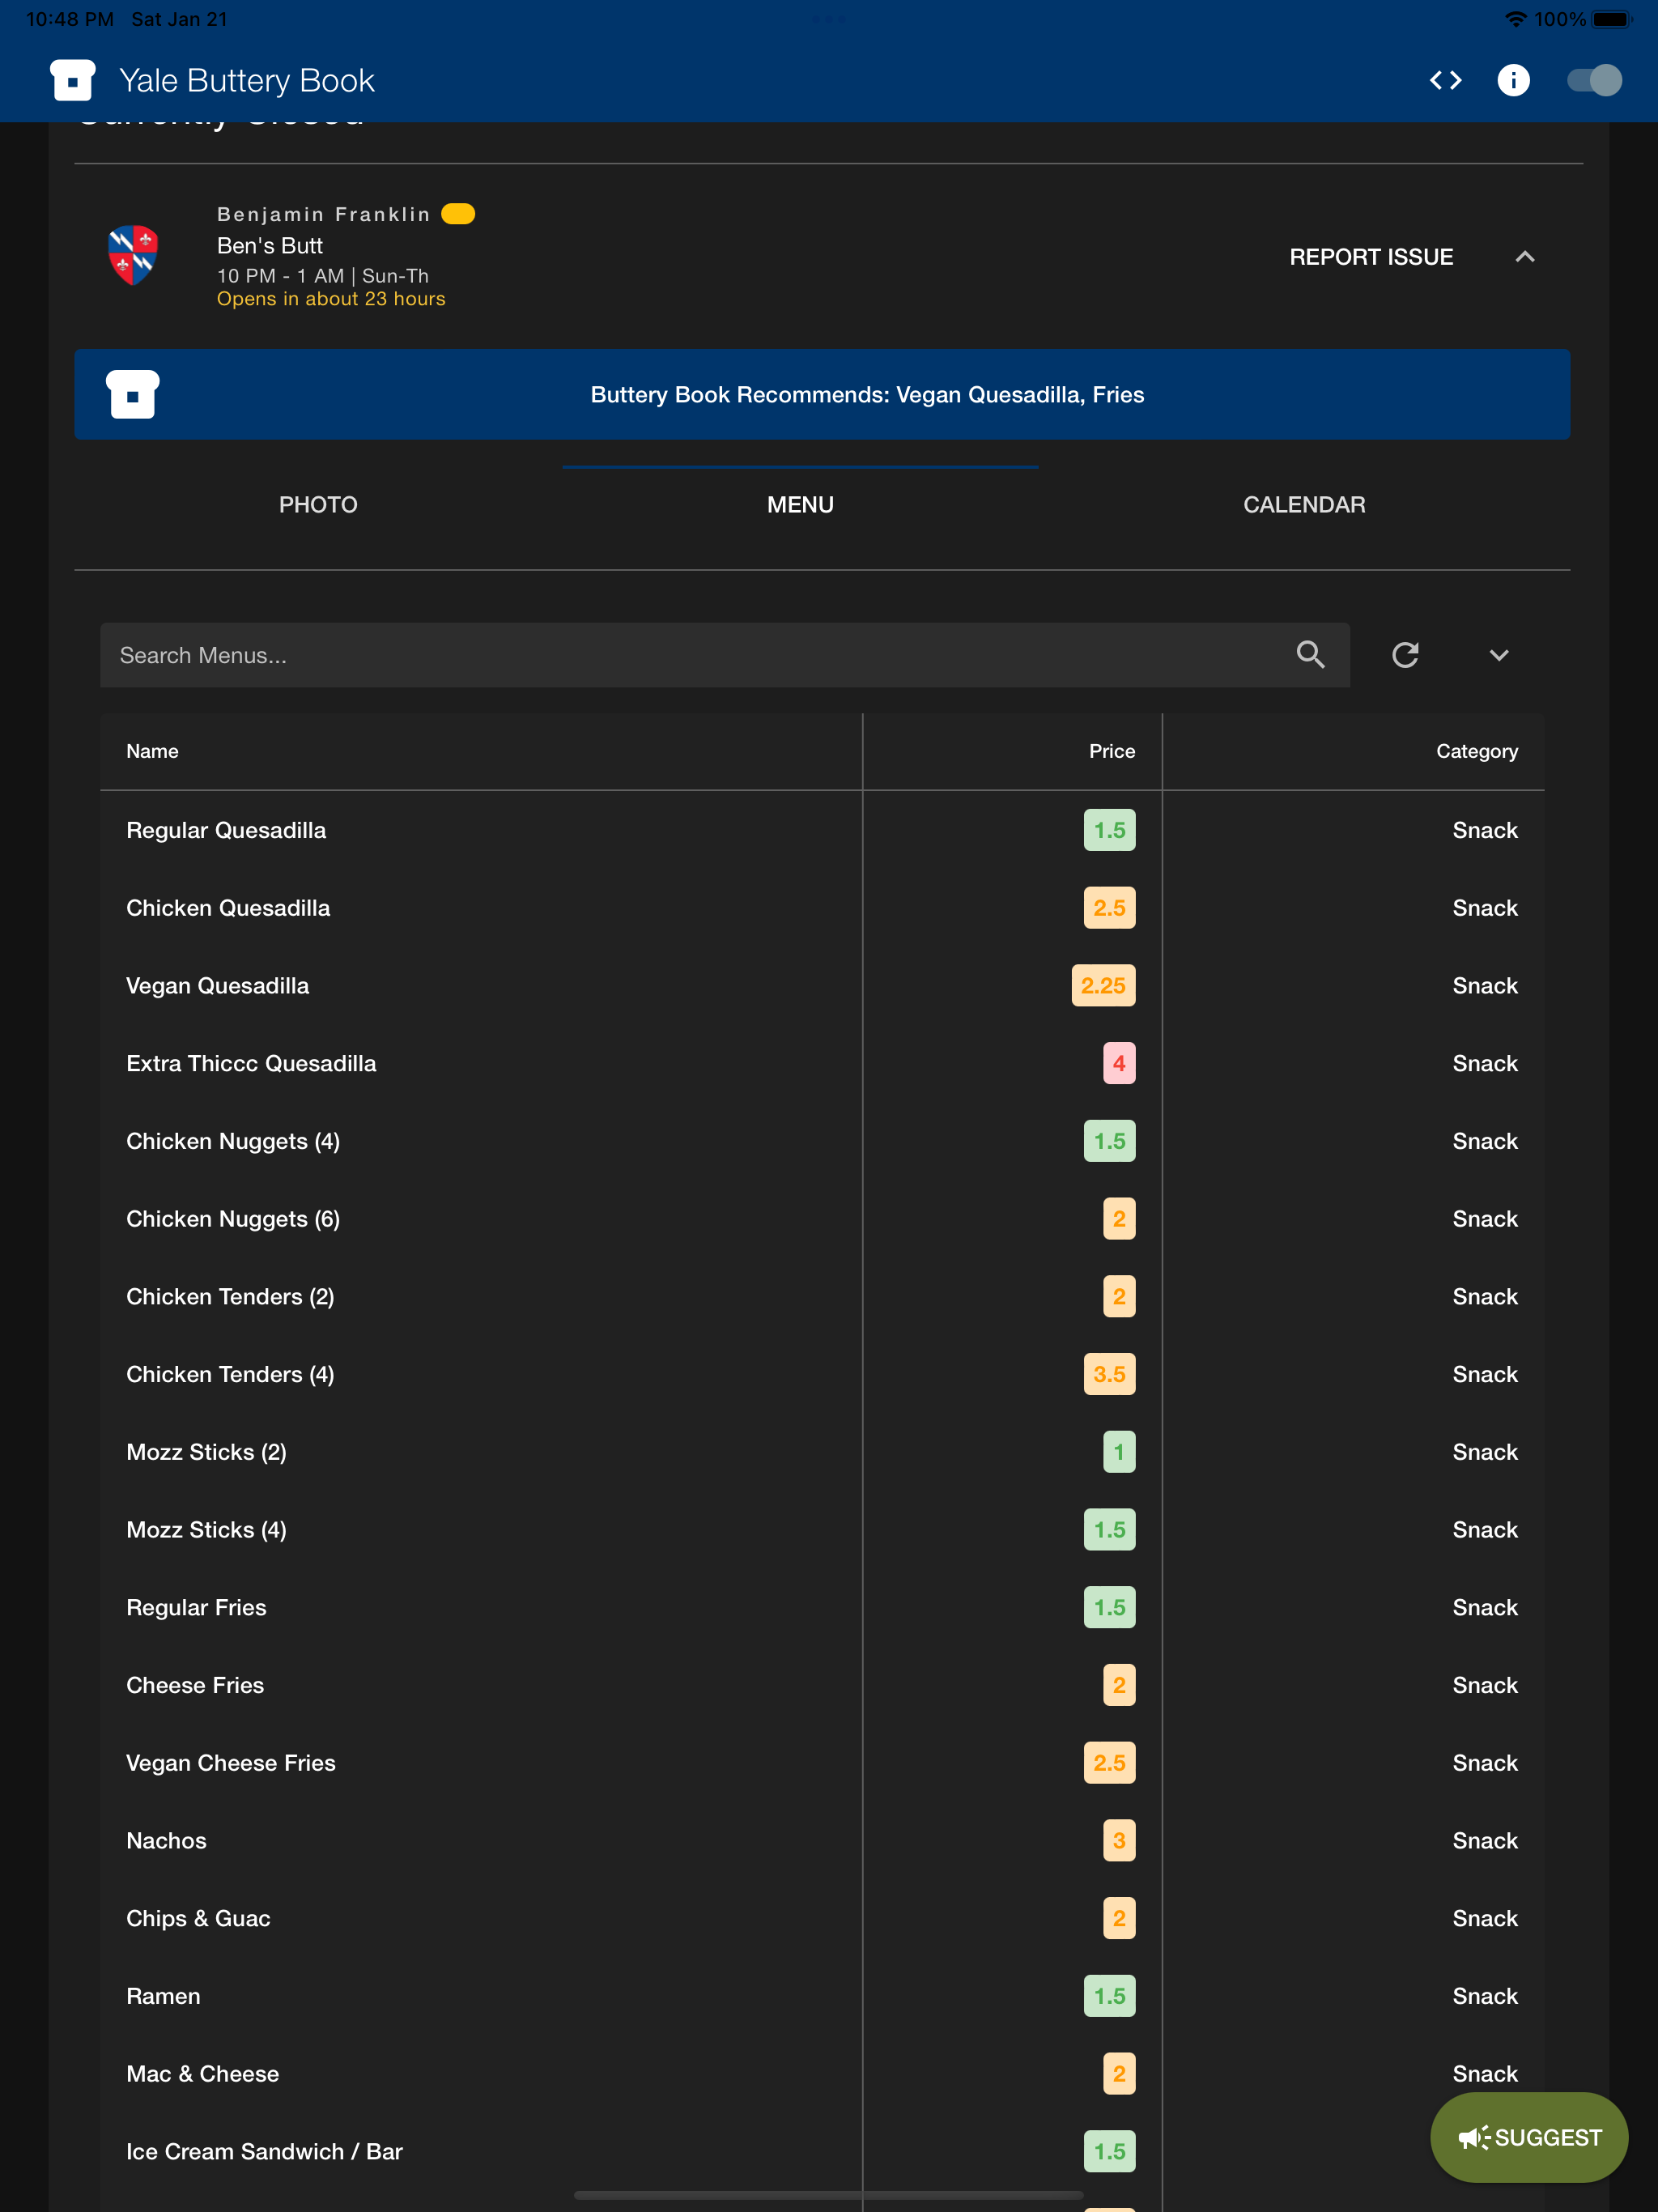 10:48 PM Sat Jan 21 100%
Yale Buttery Book
Currently Closed
Benjamin Franklin
Ben's Butt
10 PM - 1 AM | Sun-Th
Opens in about 23 hours
REPORT ISSUE
Buttery Book Recommends: Vegan Quesadilla, Fries
PHOTO MENU CALENDAR
Search Menus...
Name Price Category
Regular Quesadilla 1.5 Snack
Chicken Quesadilla 2.5 Snack
Vegan Quesadilla 2.25 Snack
Extra Thiccc Quesadilla 4 Snack
Chicken Nuggets (4) 1.5 Snack
Chicken Nuggets (6) 2 Snack
Chicken Tenders (2) 2 Snack
Chicken Tenders (4) 3.5 Snack
Mozz Sticks (2) 1 Snack
Mozz Sticks (4) 1.5 Snack
Regular Fries 1.5 Snack
Cheese Fries 2 Snack
Vegan Cheese Fries 2.5 Snack
Nachos 3 Snack
Chips & Guac 2 Snack
Ramen 1.5 Snack
Mac & Cheese 2 Snack
Ice Cream Sandwich / Bar 1.5
SUGGEST